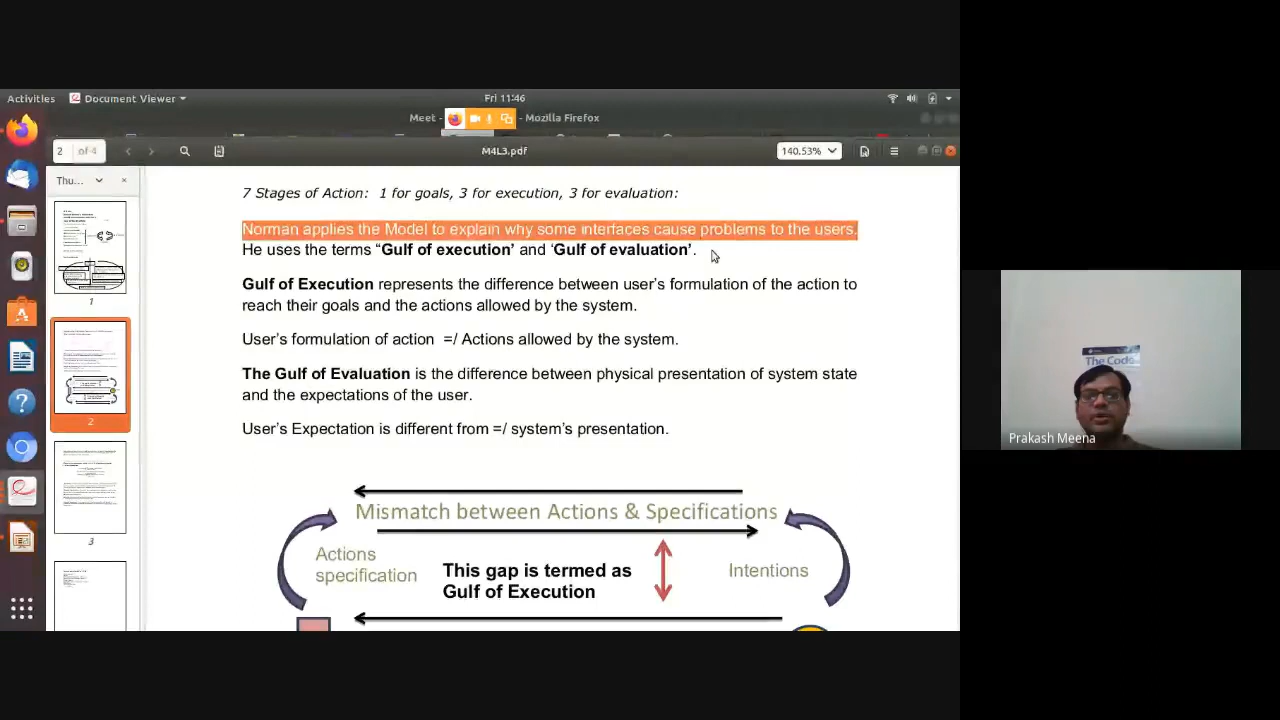 Activities
Document Viewer
Fri 11:46
Meet -
- Mozilla Firefox
2 of 4
M4L3.pdf
140.53%
Thu...
1
2
3
7 Stages of Action: 1 for goals, 3 for execution, 3 for evaluation:
Norman applies the Model to explain why some interfaces cause problems to the users.
He uses the terms “Gulf of execution’ and ‘Gulf of evaluation’.
Gulf of Execution represents the difference between user’s formulation of the action to
reach their goals and the actions allowed by the system.
User’s formulation of action =/ Actions allowed by the system.
The Gulf of Evaluation is the difference between physical presentation of system state
and the expectations of the user.
User’s Expectation is different from =/ system’s presentation.
Mismatch between Actions & Specifications
Actions
specification
This gap is termed as
Gulf of Execution
Intentions
The Code
Prakash Meena